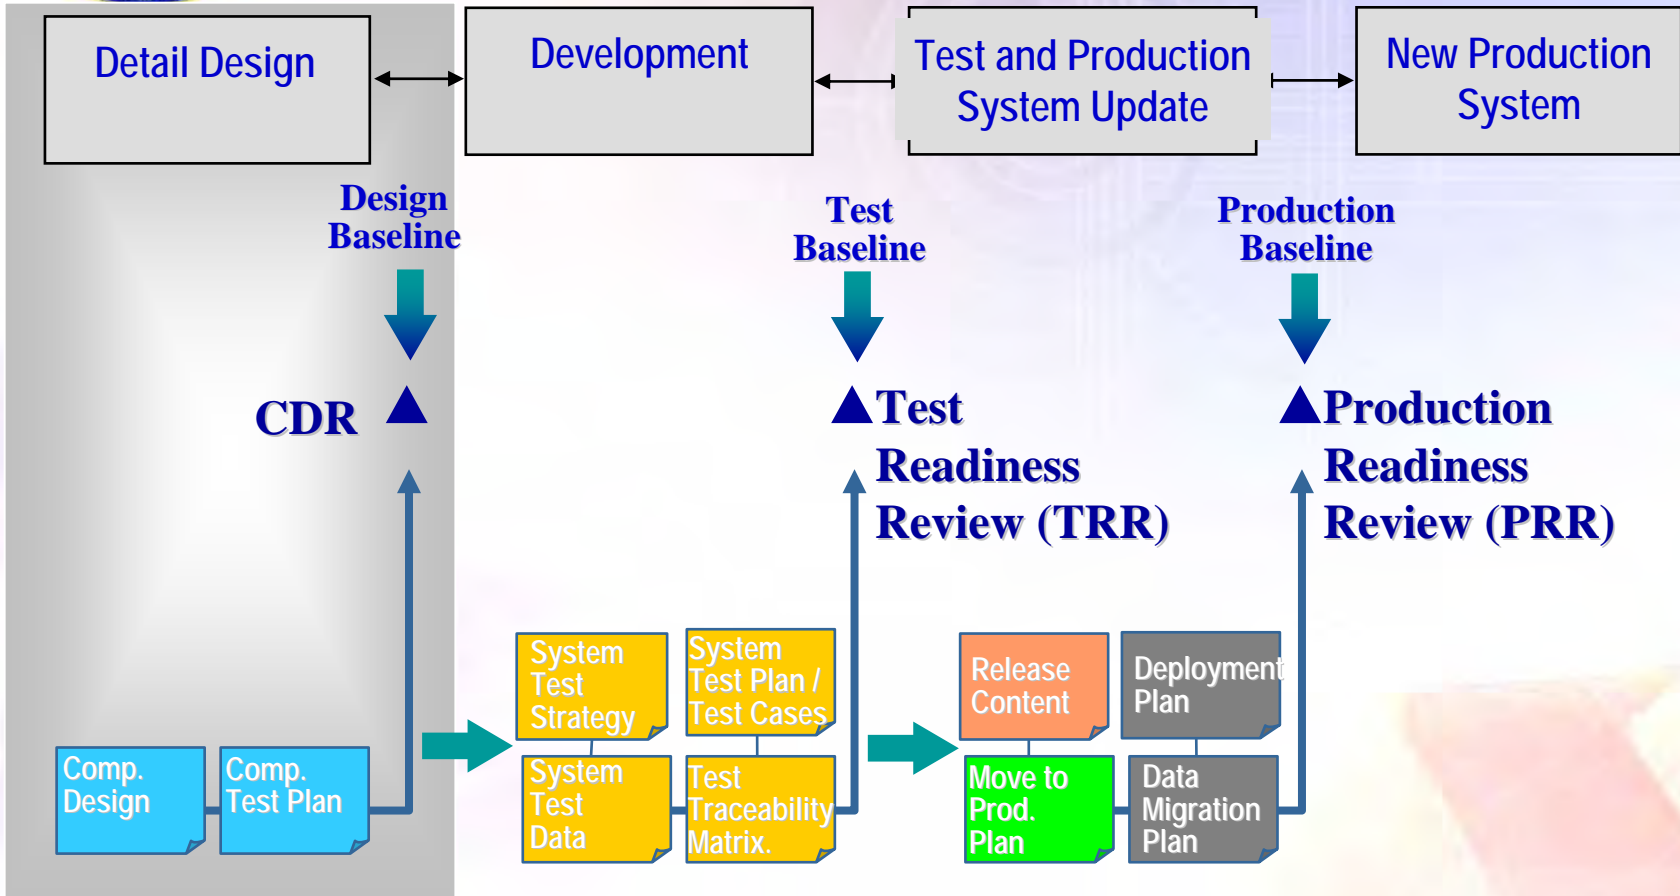 Detail Design
Development
Test and Production
System Update
New Production
System
Design
Baseline
Test
Baseline
Production
Baseline
CDR
Test
Readiness
Review (TRR)
Production
Readiness
Review (PRR)
System
Test
Strategy
System
Test Plan /
Test Cases
Release
Content
Deployment
Plan
Comp.
Design
Comp.
Test Plan
System
Test
Data
Test
Traceability
Matrix.
Move to
Prod.
Plan
Data
Migration
Plan